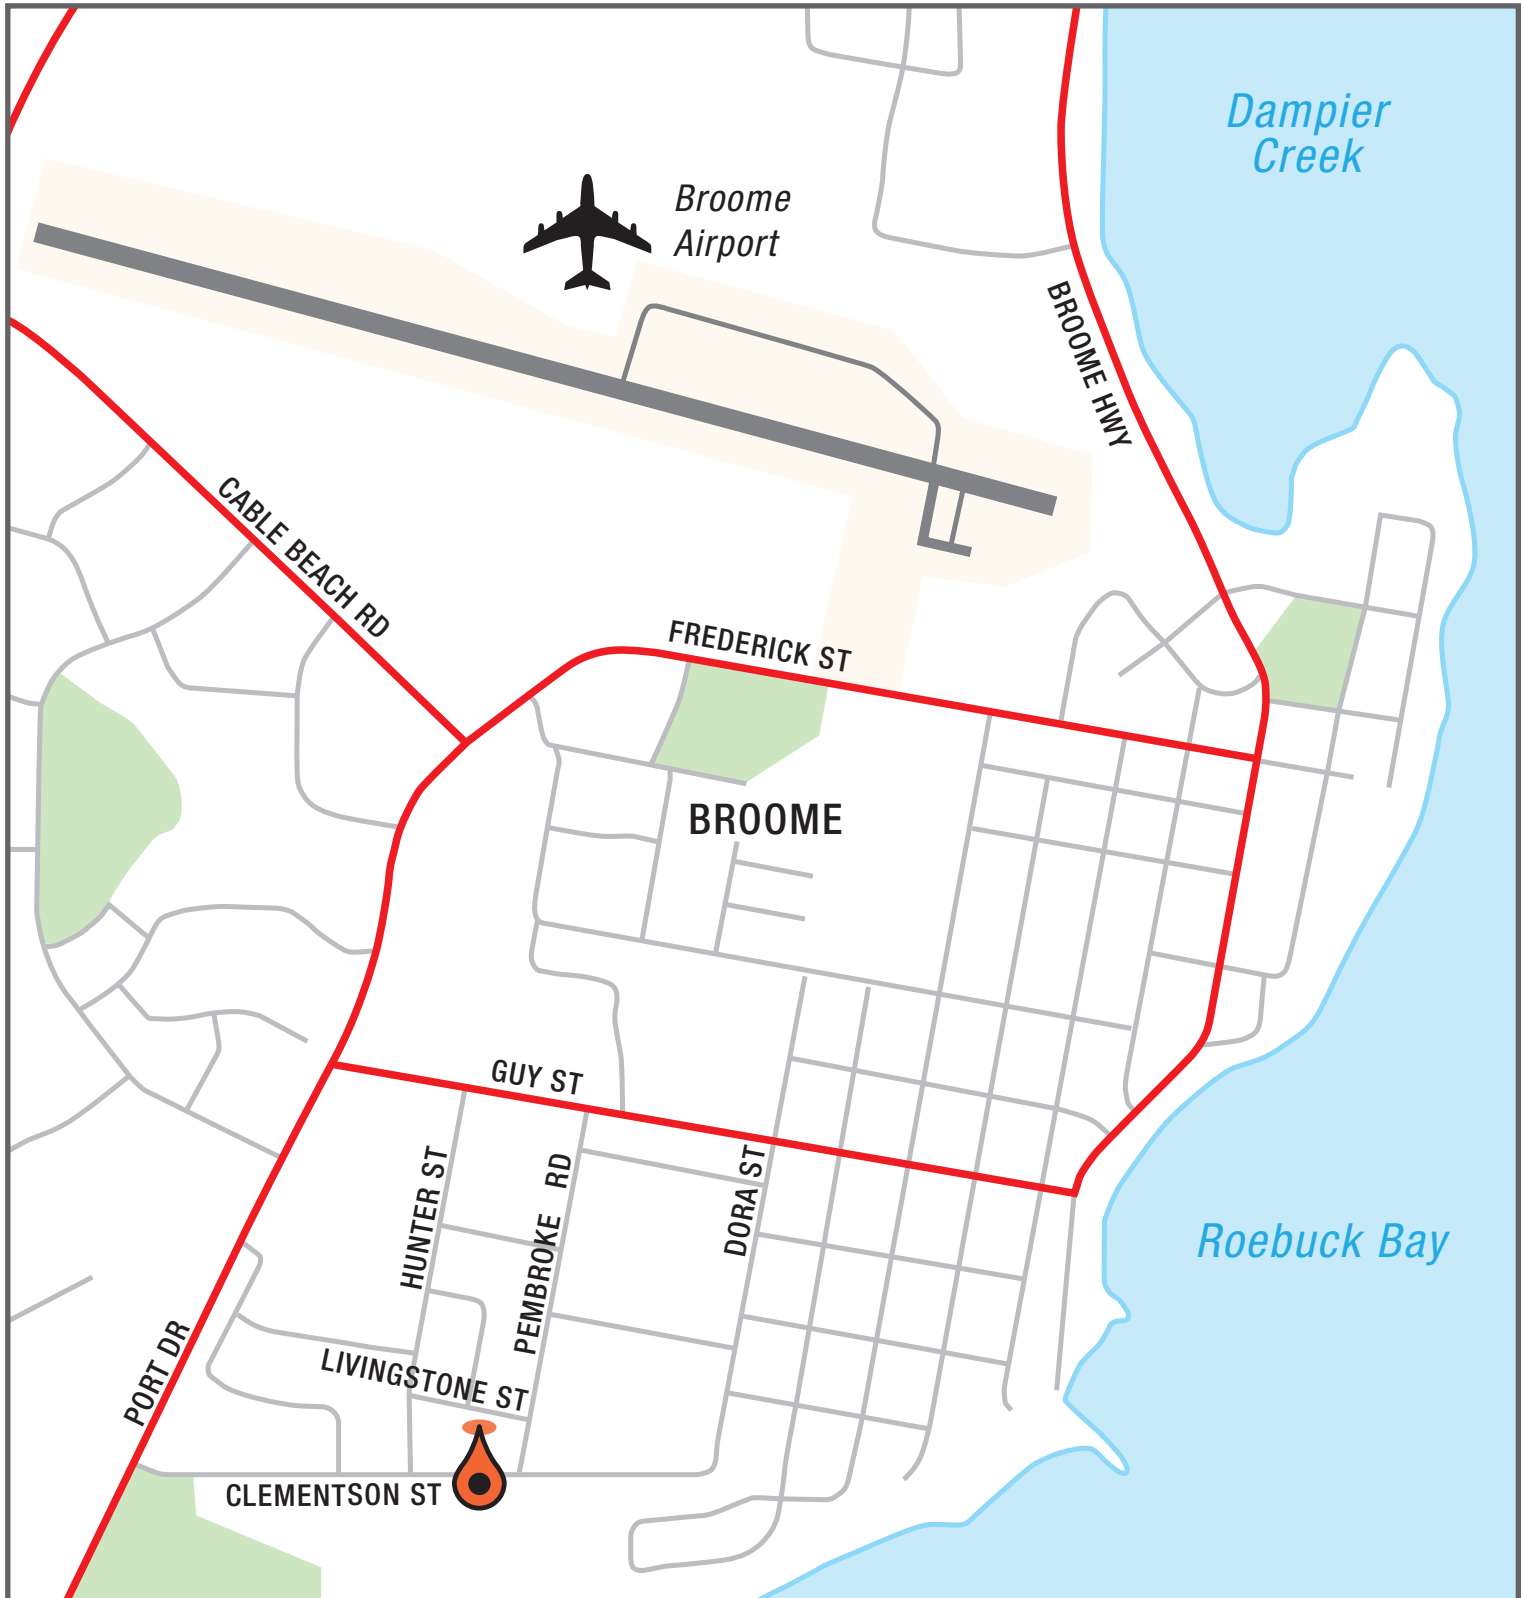 Dampier
Creek
Broome
Airport
BROOME HWY
CABLE BEACH RD
FREDERICK ST
BROOME
GUY ST
HUNTER ST
PEMBROKE RD
DORA ST
Roebuck Bay
PORT DR
LIVINGSTONE ST
CLEMENTSON ST